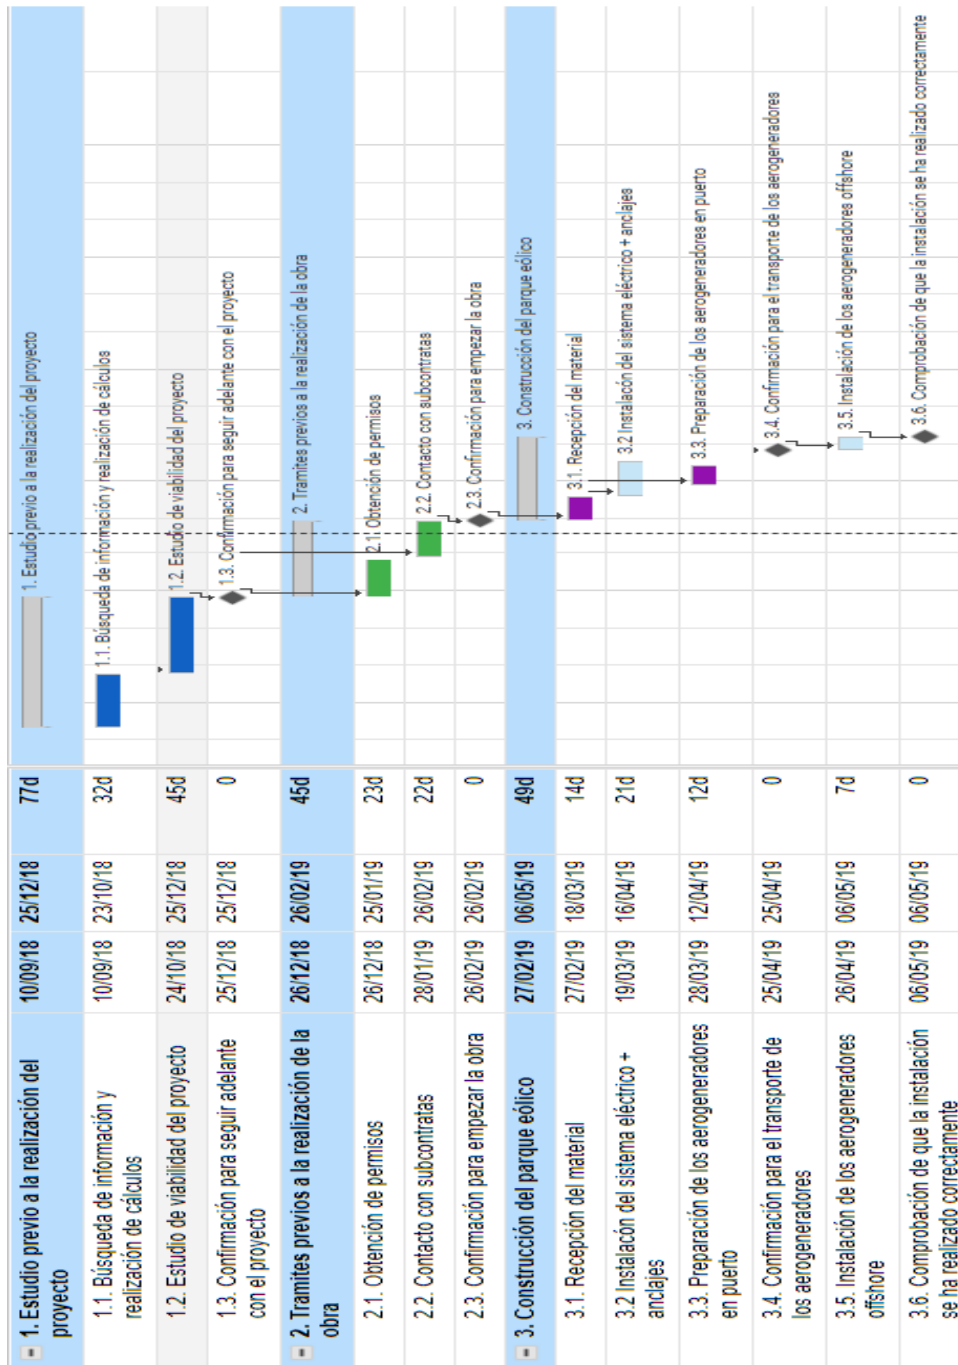 1. Estudio previo a la realización del
proyecto
10/09/18
25/12/18
77d
1. Estudio previo a la realización del proyecto
1.1. Búsqueda de información y
realización de cálculos
10/09/18
23/10/18
32d
1.1. Búsqueda de información y realización de cálculos
1.2. Estudio de viabilidad del proyecto
24/10/18
25/12/18
45d
1.2. Estudio de viabilidad del proyecto
1.3. Confirmación para seguir adelante
con el proyecto
25/12/18
25/12/18
0
1.3. Confirmación para seguir adelante con el proyecto
2. Tramites previos a la realización de la
obra
26/12/18
26/02/19
45d
2. Tramites previos a la realización de la obra
2.1. Obtención de permisos
26/12/18
25/01/19
23d
2.1. Obtención de permisos
2.2. Contacto con subcontratas
28/01/19
26/02/19
22d
2.2. Contacto con subcontratas
2.3. Confirmación para empezar la obra
26/02/19
26/02/19
0
2.3. Confirmación para empezar la obra
3. Construcción del parque eólico
27/02/19
06/05/19
49d
3. Construcción del parque eólico
3.1. Recepción del material
27/02/19
18/03/19
14d
3.1. Recepción del material
3.2 Instalacón del sistema eléctrico +
anclajes
19/03/19
16/04/19
21d
3.2 Instalacón del sistema eléctrico + anclajes
3.3. Preparación de los aerogeneradores
en puerto
28/03/19
12/04/19
12d
3.3. Preparación de los aerogeneradores en puerto
3.4. Confirmación para el transporte de
los aerogeneradores
25/04/19
25/04/19
0
3.4. Confirmación para el transporte de los aerogeneradores
3.5. Instalación de los aerogeneradores
offshore
26/04/19
06/05/19
7d
3.5. Instalación de los aerogeneradores offshore
3.6. Comprobación de que la instalación
se ha realizado correctamente
06/05/19
06/05/19
0
3.6. Comprobación de que la instalación se ha realizado correctamente